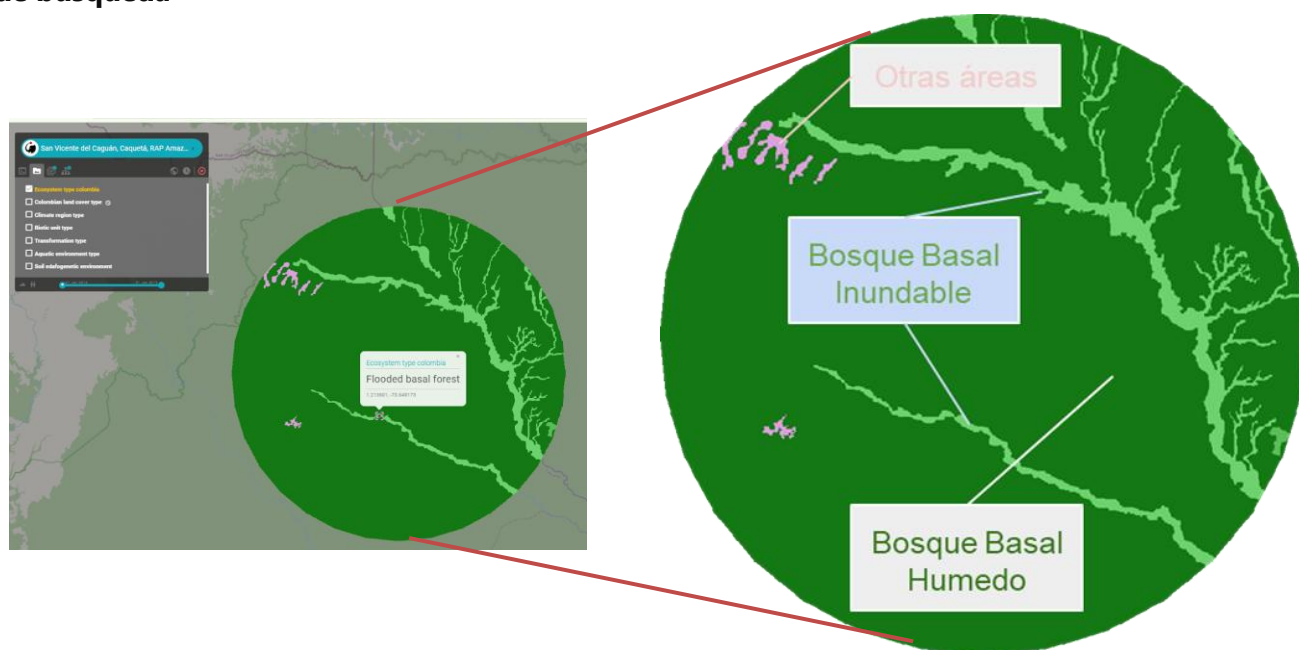 San Vicente del Caguán, Caquetá, RAP Amaz...
Ecosystem type colombia
Colombian land cover type
Climate region type
Biotic unit type
Transformation type
Aquatic environment type
Soil edafogenetic environment
Ecosystem type colombia
Flooded basal forest
Otras áreas
Bosque Basal
Inundable
Bosque Basal
Humedo